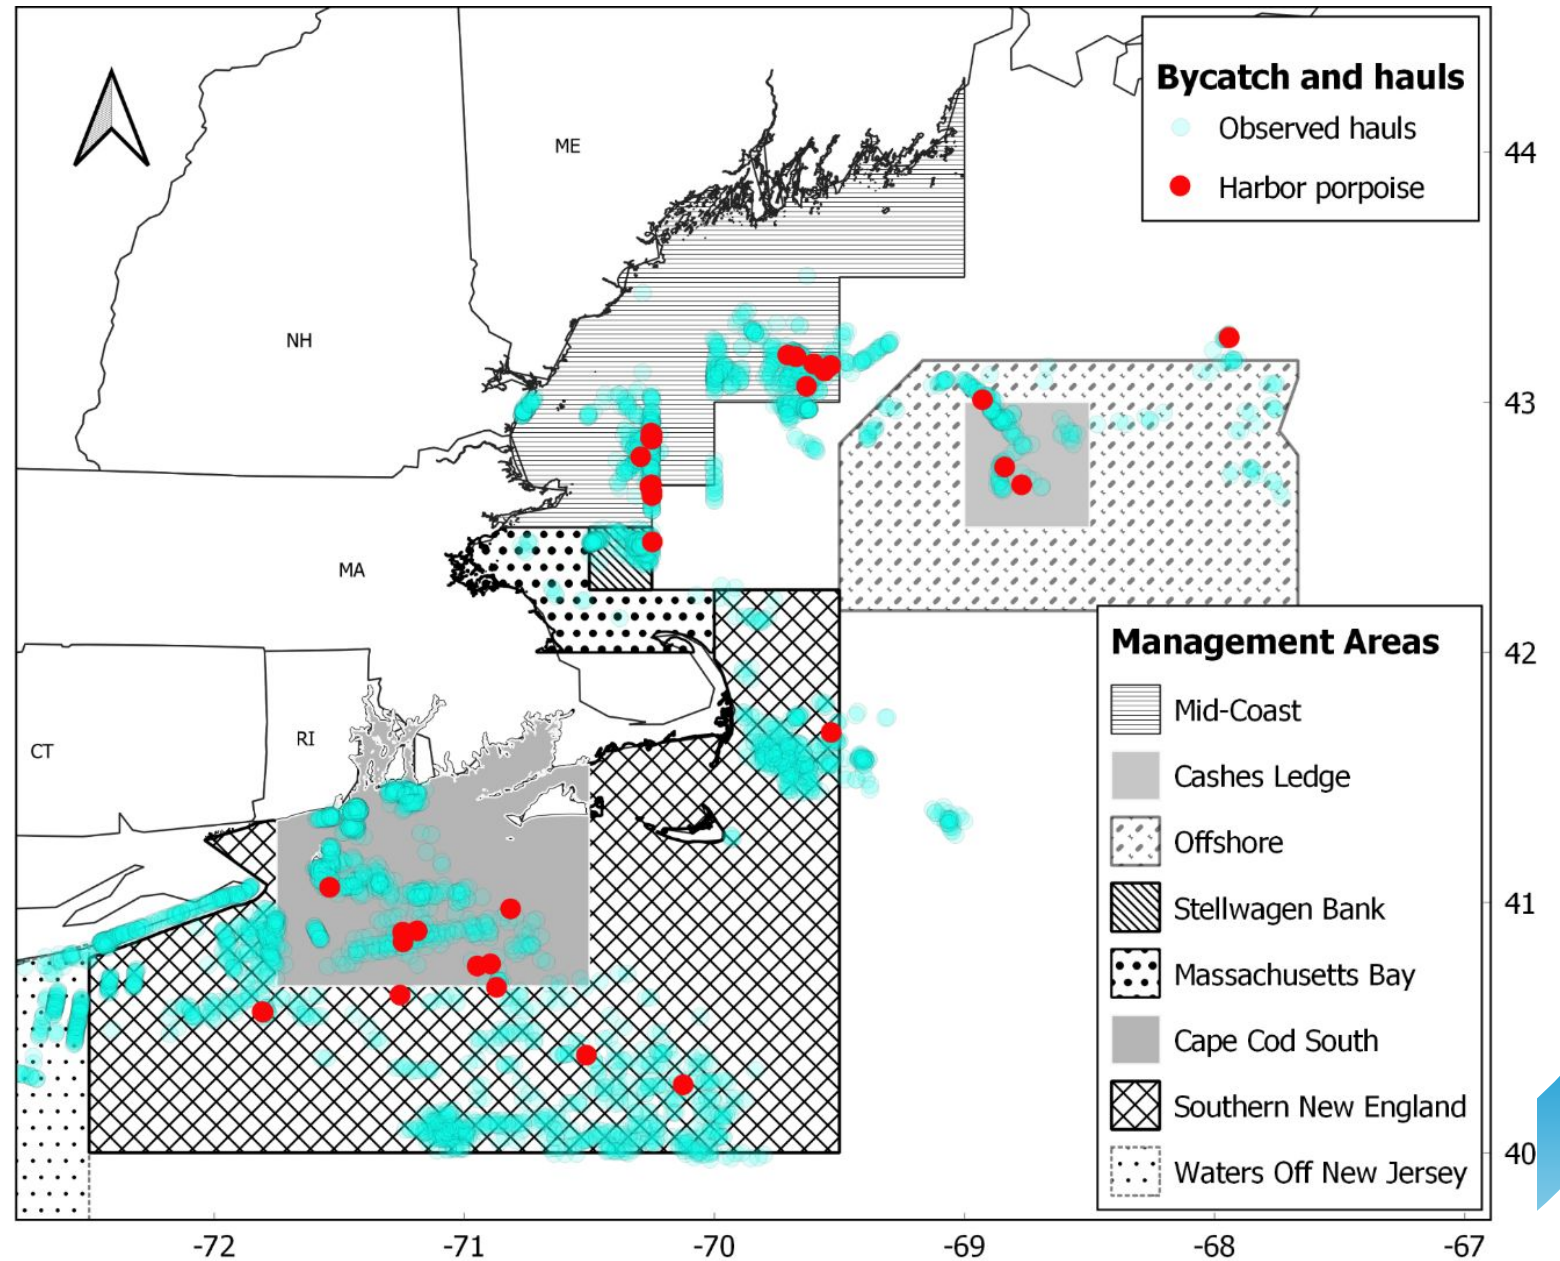 Bycatch and hauls
Observed hauls
Harbor porpoise
ME
NH
MA
CT
RI
44
43
42
41
40
Management Areas
Mid-Coast
Cashes Ledge
Offshore
Stellwagen Bank
Massachusetts Bay
Cape Cod South
Southern New England
Waters Off New Jersey
-72
-71
-70
-69
-68
-67